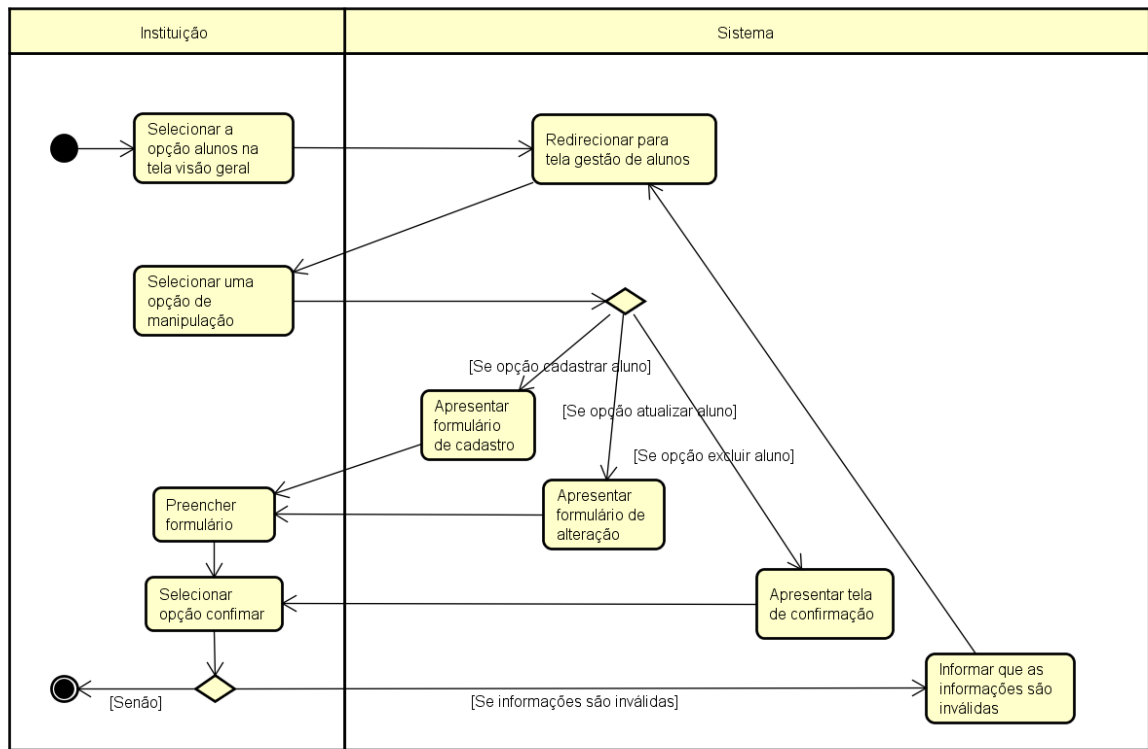 Instituição
Sistema
Selecionar a
opção alunos na
tela visão geral
Redirecionar para
tela gestão de alunos
Selecionar uma
opção de
manipulação
[Se opção cadastrar aluno]
Apresentar
formulário
de cadastro
[Se opção atualizar aluno]
[Se opção excluir aluno]
Preencher
formulário
Apresentar
formulário de
alteração
Selecionar
opção confimar
Apresentar tela
de confirmação
[Senão]
[Se informações são inválidas]
Informar que as
informações são
inválidas